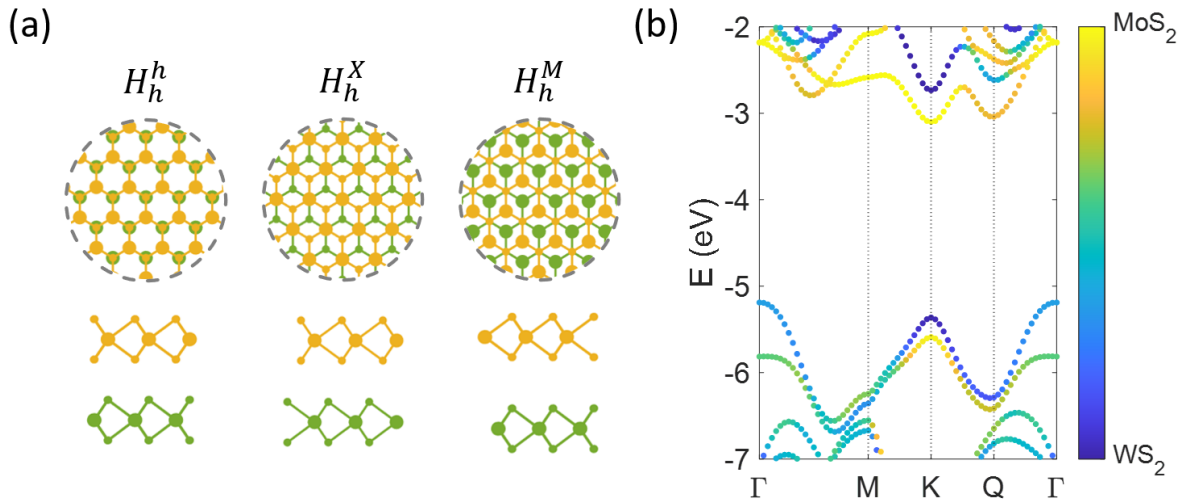 (a)
H_h^h
H_h^X
H_h^M
(b)
E (eV)
-2
-3
-4
-5
-6
-7
Γ
M
K
Q
Γ
MoS₂
WS₂